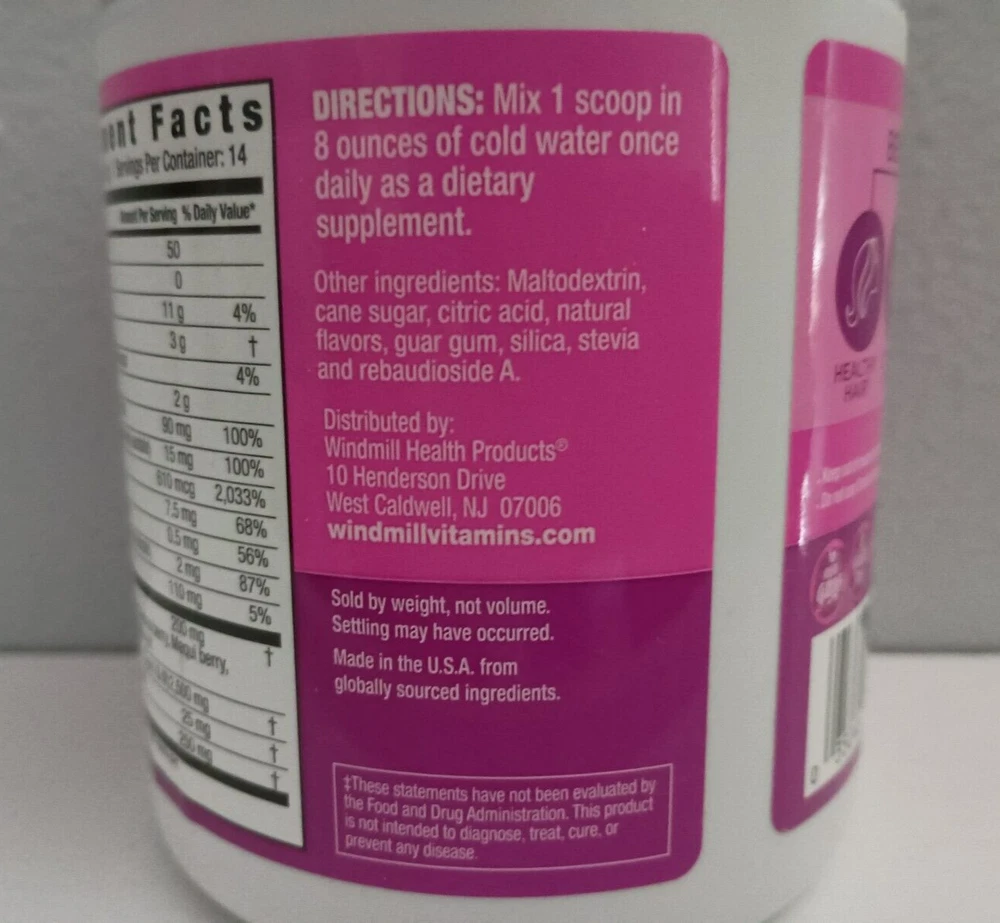 ent Facts
Servings Per Container: 14
Amount Per Serving % Daily Value*
50
0
11 g 4%
3 g †
4%
2 g
90 mg 100%
15 mg 100%
610 mcg 2,033%
7.5 mg 68%
0.5 mg 56%
2 mg 87%
110 mg 5%
200 mg †
Maqui berry,
2,500 mg †
25 mg †
250 mg †
DIRECTIONS: Mix 1 scoop in
8 ounces of cold water once
daily as a dietary
supplement.
Other ingredients: Maltodextrin,
cane sugar, citric acid, natural
flavors, guar gum, silica, stevia
and rebaudioside A.
Distributed by:
Windmill Health Products®
10 Henderson Drive
West Caldwell, NJ 07006
windmillvitamins.com
Sold by weight, not volume.
Settling may have occurred.
Made in the U.S.A. from
globally sourced ingredients.
‡These statements have not been evaluated by
the Food and Drug Administration. This product
is not intended to diagnose, treat, cure, or
prevent any disease.
HEALTHY
HAIR
0